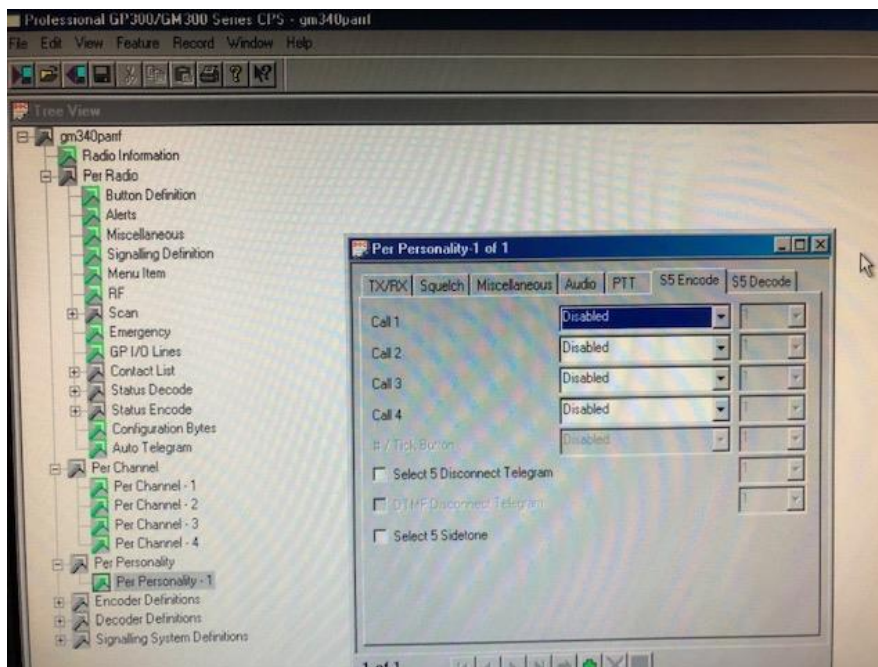 Professional GP300/GM300 Series CPS - gm340parrf
File Edit View Feature Record Window Help
Tree View
gm340parrf
Radio Information
Per Radio
Button Definition
Alerts
Miscellaneous
Signalling Definition
Menu Item
RF
Scan
Emergency
GP I/O Lines
Contact List
Status Decode
Status Encode
Configuration Bytes
Auto Telegram
Per Channel
Per Channel - 1
Per Channel - 2
Per Channel - 3
Per Channel - 4
Per Personality
Per Personality - 1
Encoder Definitions
Decoder Definitions
Signalling System Definitions
Per Personality-1 of 1
TX/RX Squelch Miscellaneous Audio PTT S5 Encode S5 Decode
Call 1 Disabled 1
Call 2 Disabled 1
Call 3 Disabled 1
Call 4 Disabled 1
# / Tick Button Disabled 1
Select 5 Disconnect Telegram 1
DTMF Disconnect Telegram 1
Select 5 Sidetone
1 of 1